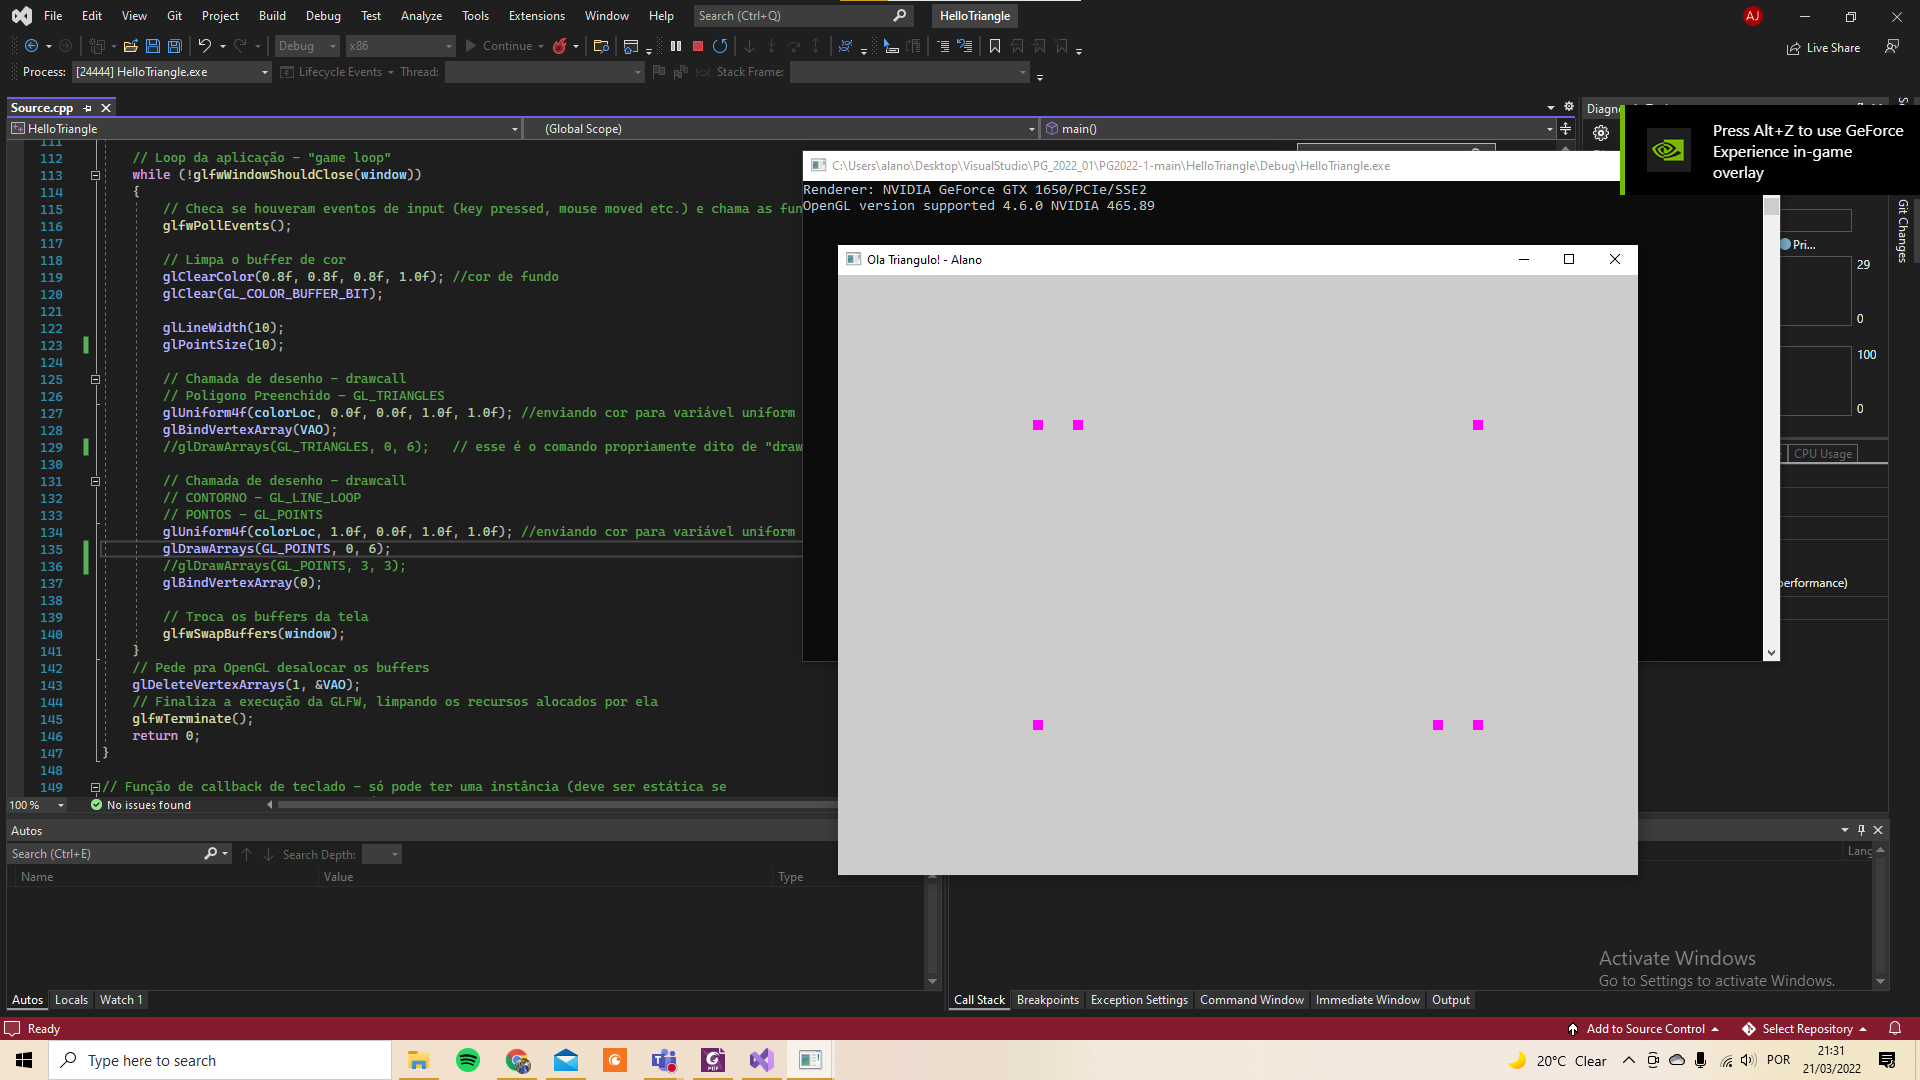 File Edit View Git Project Build Debug Test Analyze Tools Extensions Window Help Search (Ctrl+Q) HelloTriangle AJ
Debug x86 Continue Live Share
Process: [24444] HelloTriangle.exe Lifecycle Events Thread: Stack Frame:
Source.cpp
HelloTriangle (Global Scope) main()
111
112 // Loop da aplicação - "game loop"
113 while (!glfwWindowShouldClose(window))
114 {
115 // Checa se houveram eventos de input (key pressed, mouse moved etc.) e chama as fun
116 glfwPollEvents();
117
118 // Limpa o buffer de cor
119 glClearColor(0.8f, 0.8f, 0.8f, 1.0f); //cor de fundo
120 glClear(GL_COLOR_BUFFER_BIT);
121
122 glLineWidth(10);
123 glPointSize(10);
124
125 // Chamada de desenho - drawcall
126 // Poligono Preenchido - GL_TRIANGLES
127 glUniform4f(colorLoc, 0.0f, 0.0f, 1.0f, 1.0f); //enviando cor para variável uniform
128 glBindVertexArray(VAO);
129 //glDrawArrays(GL_TRIANGLES, 0, 6); // esse é o comando propriamente dito de "draw
130
131 // Chamada de desenho - drawcall
132 // CONTORNO - GL_LINE_LOOP
133 // PONTOS - GL_POINTS
134 glUniform4f(colorLoc, 1.0f, 0.0f, 1.0f, 1.0f); //enviando cor para variável uniform
135 glDrawArrays(GL_POINTS, 0, 6);
136 //glDrawArrays(GL_POINTS, 3, 3);
137 glBindVertexArray(0);
138
139 // Troca os buffers da tela
140 glfwSwapBuffers(window);
141 }
142 // Pede pra OpenGL desalocar os buffers
143 glDeleteVertexArrays(1, &VAO);
144 // Finaliza a execução da GLFW, limpando os recursos alocados por ela
145 glfwTerminate();
146 return 0;
147 }
148
149 // Função de callback de teclado - só pode ter uma instância (deve ser estática se
100 % No issues found
C:\Users\alano\Desktop\VisualStudio\PG_2022_01\PG2022-1-main\HelloTriangle\Debug\HelloTriangle.exe
Renderer: NVIDIA GeForce GTX 1650/PCIe/SSE2
OpenGL version supported 4.6.0 NVIDIA 465.89
Ola Triangulo! - Alano
Press Alt+Z to use GeForce
Experience in-game
overlay
Git Changes
Pri...
29
0
100
0
CPU Usage
performance)
Autos
Search (Ctrl+E) Search Depth:
Name Value Type
Lang
Autos Locals Watch 1
Call Stack Breakpoints Exception Settings Command Window Immediate Window Output
Activate Windows
Go to Settings to activate Windows.
Ready Add to Source Control Select Repository
Type here to search
20°C Clear POR
21:31
21/03/2022